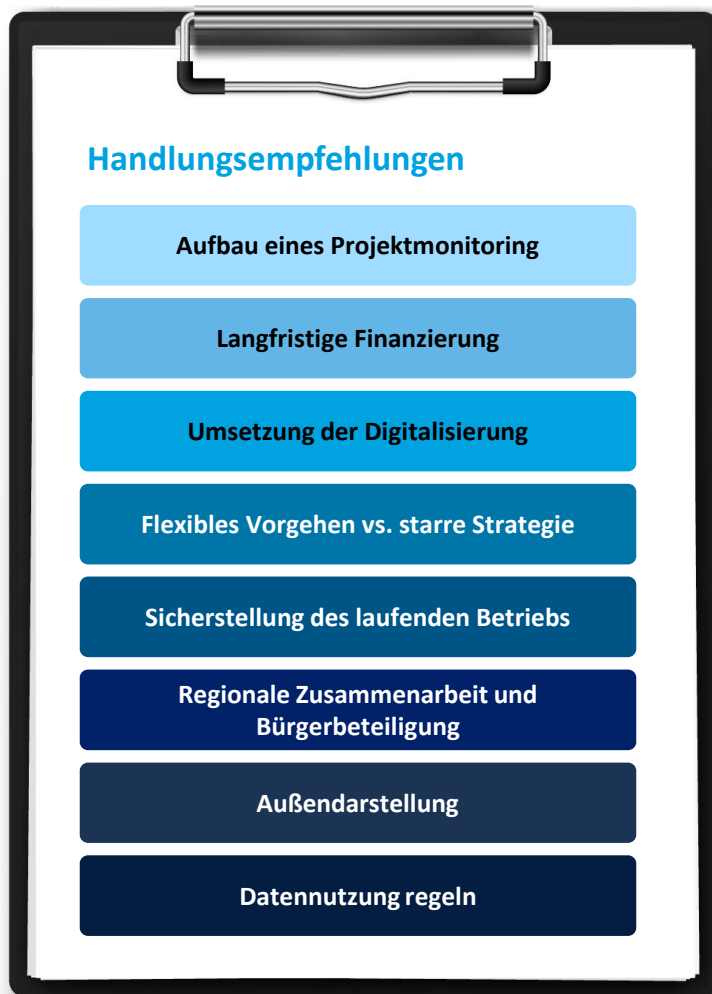 Handlungsempfehlungen
Aufbau eines Projektmonitoring
Langfristige Finanzierung
Umsetzung der Digitalisierung
Flexibles Vorgehen vs. starre Strategie
Sicherstellung des laufenden Betriebs
Regionale Zusammenarbeit und
Bürgerbeteiligung
Außendarstellung
Datennutzung regeln